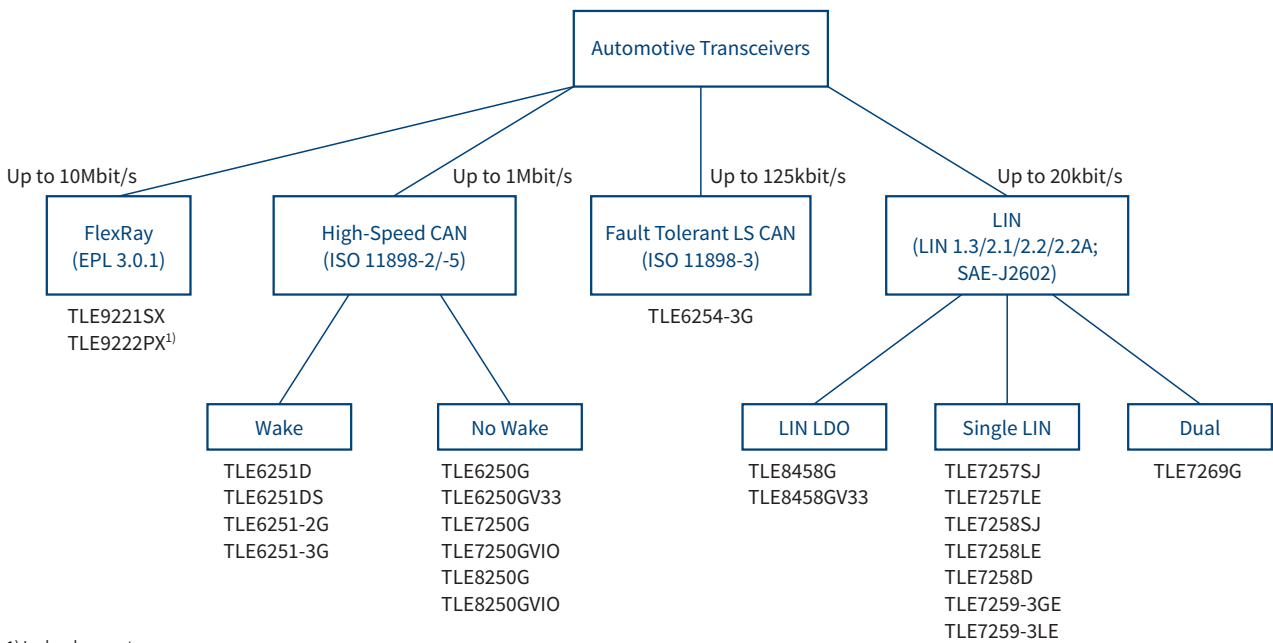 Automotive Transceivers
Up to 10Mbit/s
Up to 1Mbit/s
Up to 125kbit/s
Up to 20kbit/s
FlexRay
(EPL 3.0.1)
High-Speed CAN
(ISO 11898-2/-5)
Fault Tolerant LS CAN
(ISO 11898-3)
LIN
(LIN 1.3/2.1/2.2/2.2A;
SAE-J2602)
TLE9221SX
TLE9222PX¹⁾
TLE6254-3G
Wake
TLE6251D
TLE6251DS
TLE6251-2G
TLE6251-3G
No Wake
TLE6250G
TLE6250GV33
TLE7250G
TLE7250GVIO
TLE8250G
TLE8250GVIO
LIN LDO
TLE8458G
TLE8458GV33
Single LIN
TLE7257SJ
TLE7257LE
TLE7258SJ
TLE7258LE
TLE7258D
TLE7259-3GE
TLE7259-3LE
Dual
TLE7269G